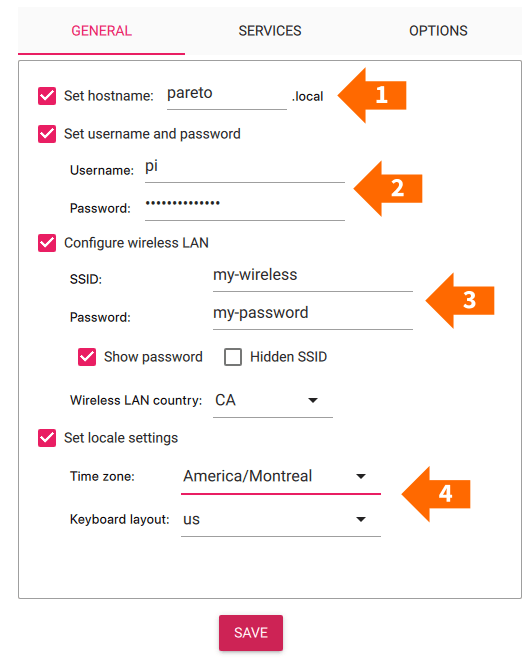 GENERAL SERVICES OPTIONS
Set hostname: pareto .local 1
Set username and password
Username: pi
2
Password: ••••••••••••••
Configure wireless LAN
SSID: my-wireless
3
Password: my-password
Show password Hidden SSID
Wireless LAN country: CA
Set locale settings
Time zone: America/Montreal
4
Keyboard layout: us
SAVE